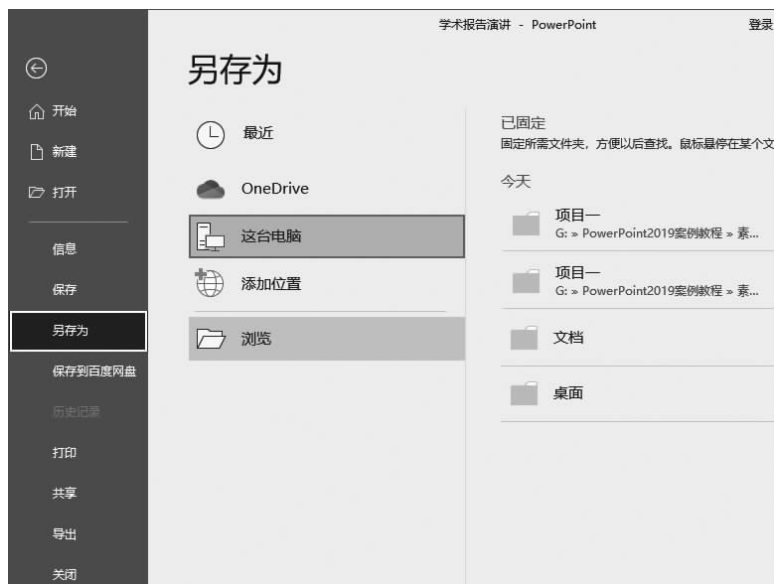 学术报告演讲 - PowerPoint
登录
另存为
开始
新建
打开
信息
保存
另存为
保存到百度网盘
历史记录
打印
共享
导出
关闭
最近
OneDrive
这台电脑
添加位置
浏览
已固定
固定所需文件夹，方便以后查找。鼠标悬停在某个文
今天
项目一
G: » PowerPoint2019案例教程 » 素...
项目一
G: » PowerPoint2019案例教程 » 素...
文档
桌面